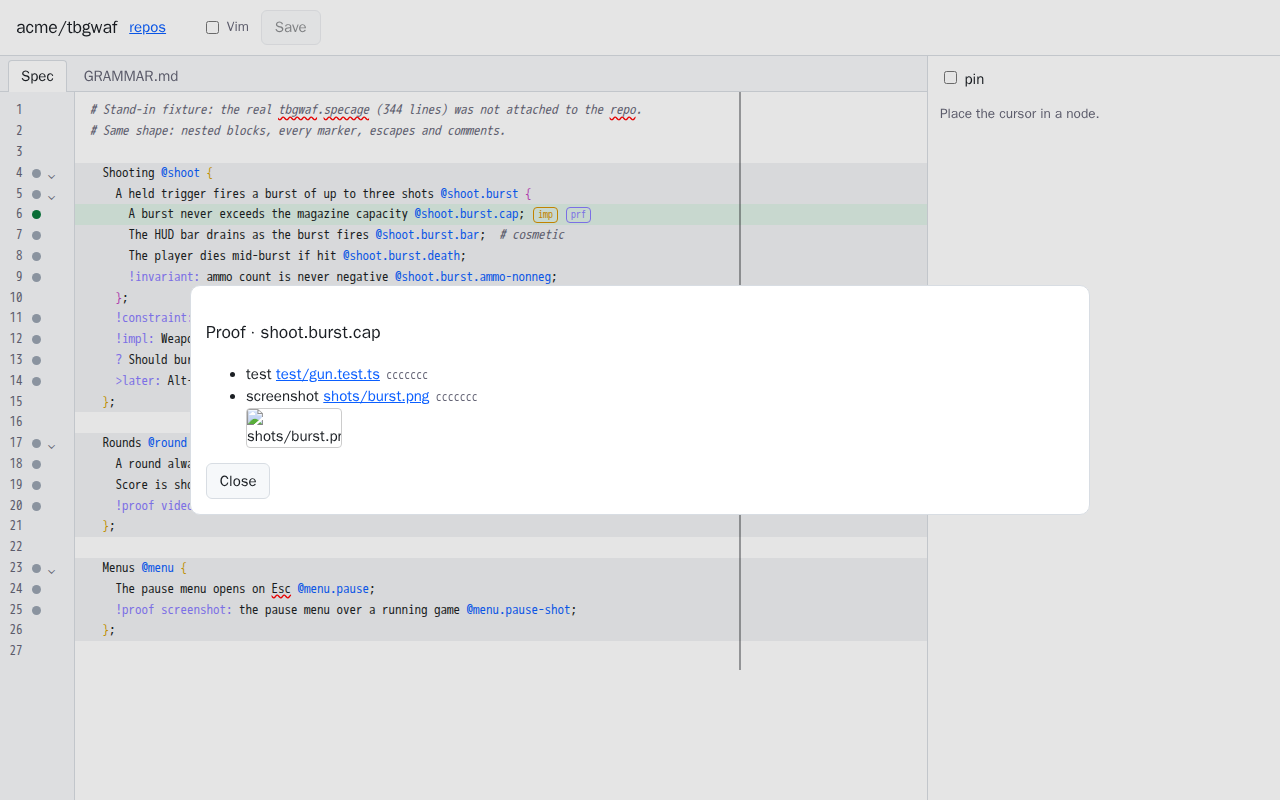 acme/tbgwaf repos Vim Save
Spec GRAMMAR.md
pin
Place the cursor in a node.
1 # Stand-in fixture: the real tbgwaf.specage (344 lines) was not attached to the repo.
2 # Same shape: nested blocks, every marker, escapes and comments.
3
4 Shooting @shoot {
5 A held trigger fires a burst of up to three shots @shoot.burst {
6 A burst never exceeds the magazine capacity @shoot.burst.cap; imp prf
7 The HUD bar drains as the burst fires @shoot.burst.bar; # cosmetic
8 The player dies mid-burst if hit @shoot.burst.death;
9 !invariant: ammo count is never negative @shoot.burst.ammo-nonneg;
10 };
11 !constraint:
12 !impl: Weapo
13 ? Should bur
14 >later: Alt-
15 };
16
17 Rounds @round
18 A round alwa
19 Score is sho
20 !proof video
21 };
22
23 Menus @menu {
24 The pause menu opens on Esc @menu.pause;
25 !proof screenshot: the pause menu over a running game @menu.pause-shot;
26 };
27
Proof · shoot.burst.cap
test test/gun.test.ts ccccccc
screenshot shots/burst.png ccccccc
shots/burst.pr
Close